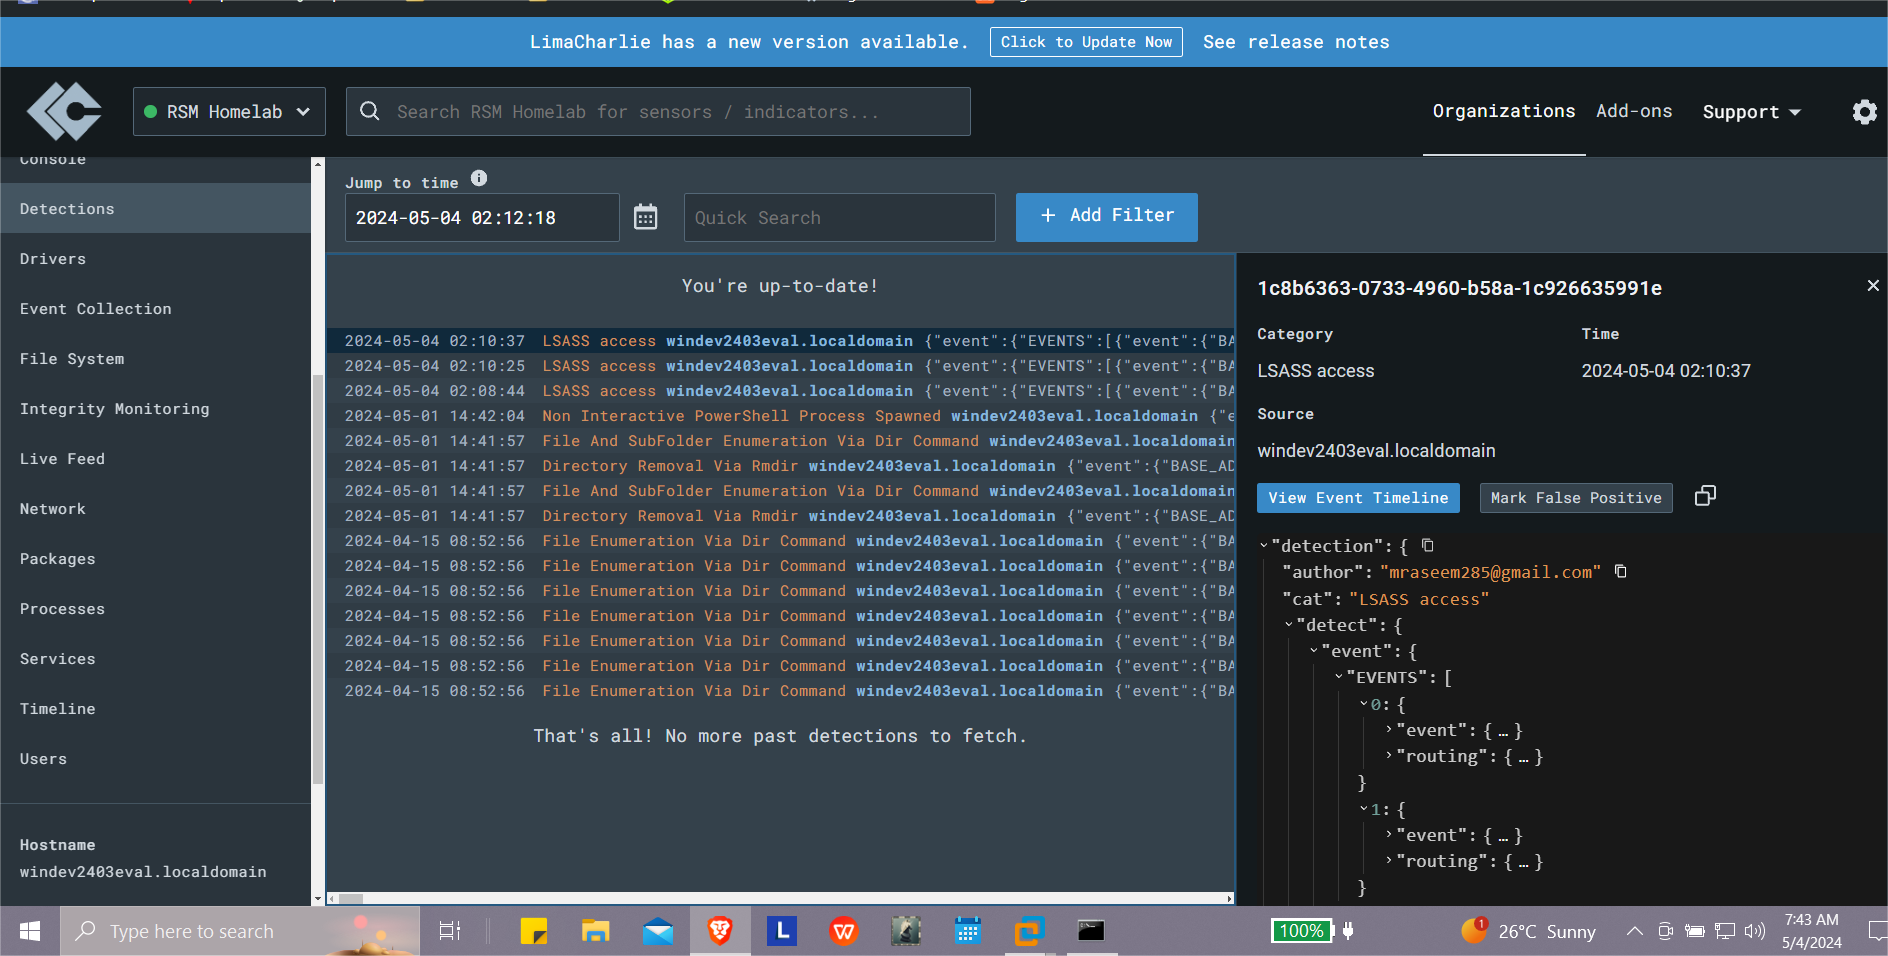 LimaCharlie has a new version available. Click to Update Now See release notes
RSM Homelab
Search RSM Homelab for sensors / indicators...
Organizations
Add-ons
Support
Console
Detections
Drivers
Event Collection
File System
Integrity Monitoring
Live Feed
Network
Packages
Processes
Services
Timeline
Users
Hostname
windev2403eval.localdomain
Jump to time
2024-05-04 02:12:18
Quick Search
+ Add Filter
You're up-to-date!
2024-05-04 02:10:37 LSASS access windev2403eval.localdomain {"event":{"EVENTS":[{"event":{"BA
2024-05-04 02:10:25 LSASS access windev2403eval.localdomain {"event":{"EVENTS":[{"event":{"BA
2024-05-04 02:08:44 LSASS access windev2403eval.localdomain {"event":{"EVENTS":[{"event":{"BA
2024-05-01 14:42:04 Non Interactive PowerShell Process Spawned windev2403eval.localdomain {"e
2024-05-01 14:41:57 File And SubFolder Enumeration Via Dir Command windev2403eval.localdomain
2024-05-01 14:41:57 Directory Removal Via Rmdir windev2403eval.localdomain {"event":{"BASE_AD
2024-05-01 14:41:57 File And SubFolder Enumeration Via Dir Command windev2403eval.localdomain
2024-05-01 14:41:57 Directory Removal Via Rmdir windev2403eval.localdomain {"event":{"BASE_AD
2024-04-15 08:52:56 File Enumeration Via Dir Command windev2403eval.localdomain {"event":{"BA
2024-04-15 08:52:56 File Enumeration Via Dir Command windev2403eval.localdomain {"event":{"BA
2024-04-15 08:52:56 File Enumeration Via Dir Command windev2403eval.localdomain {"event":{"BA
2024-04-15 08:52:56 File Enumeration Via Dir Command windev2403eval.localdomain {"event":{"BA
2024-04-15 08:52:56 File Enumeration Via Dir Command windev2403eval.localdomain {"event":{"BA
2024-04-15 08:52:56 File Enumeration Via Dir Command windev2403eval.localdomain {"event":{"BA
2024-04-15 08:52:56 File Enumeration Via Dir Command windev2403eval.localdomain {"event":{"BA
That's all! No more past detections to fetch.
1c8b6363-0733-4960-b58a-1c926635991e
Category Time
LSASS access 2024-05-04 02:10:37
Source
windev2403eval.localdomain
View Event Timeline Mark False Positive
"detection": {
"author": "mraseem285@gmail.com"
"cat": "LSASS access"
"detect": {
"event": {
"EVENTS": [
0: {
"event": { … }
"routing": { … }
}
1: {
"event": { … }
"routing": { … }
}
Type here to search
L
W
100%
1
26°C Sunny
7:43 AM
5/4/2024